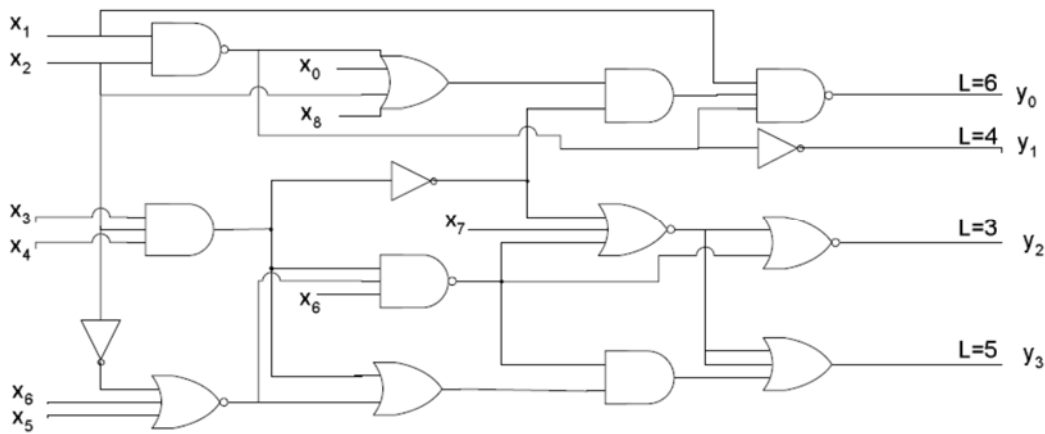 x₁
x₂
x₀
x₈
L=6 y₀
L=4 y₁
x₃
x₄
x₇
L=3 y₂
x₆
L=5 y₃
x₆
x₅